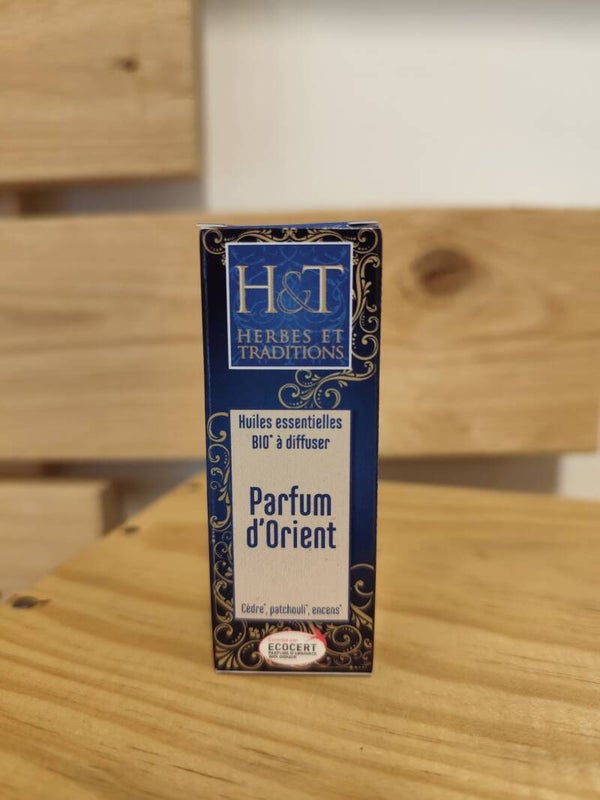 H&T
HERBES ET
TRADITIONS
Huiles essentielles
BIO* à diffuser
Parfum
d'Orient
Cèdre*, patchouli*, encens*
ECOCERT